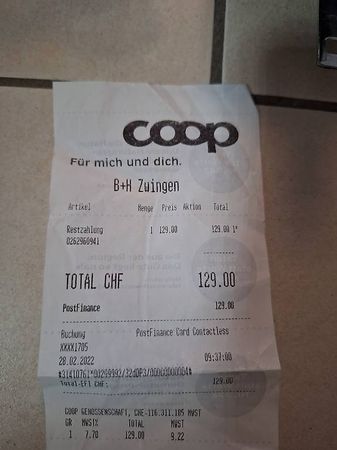 coop
Für mich und dich.
B+H Zwingen
Artikel Menge Preis Aktion Total
Restzahlung 1 129.00 129.00 1*
0262960941
TOTAL CHF 129.00
PostFinance 129.00
Buchung PostFinance Card Contactless
XXXX1705
28.02.2022 09:37:00
Total-EFT CHF: 129.00
COOP GENOSSENSCHAFT, CHE-116.311.185 MWST
GR MWST% TOTAL MWST
1 7.70 129.00 9.22